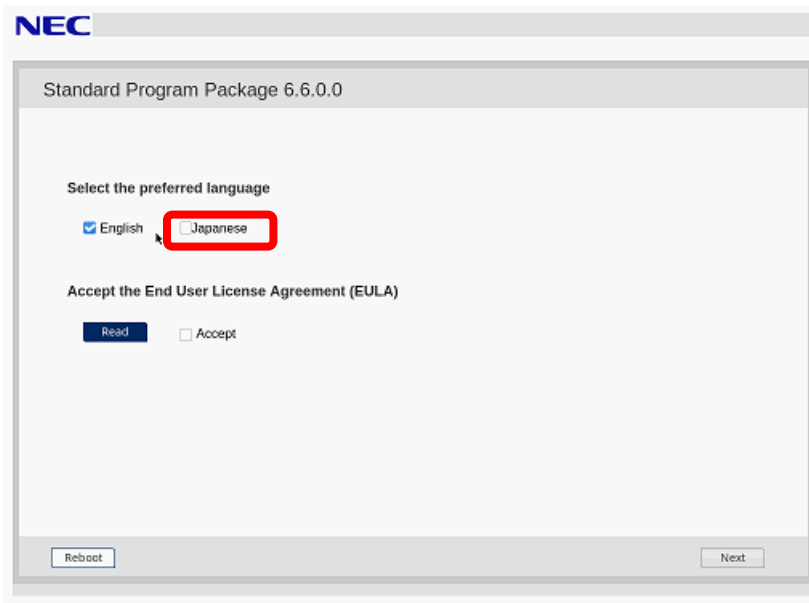 NEC
Standard Program Package 6.6.0.0
Select the preferred language
English Japanese
Accept the End User License Agreement (EULA)
Read Accept
Reboot Next